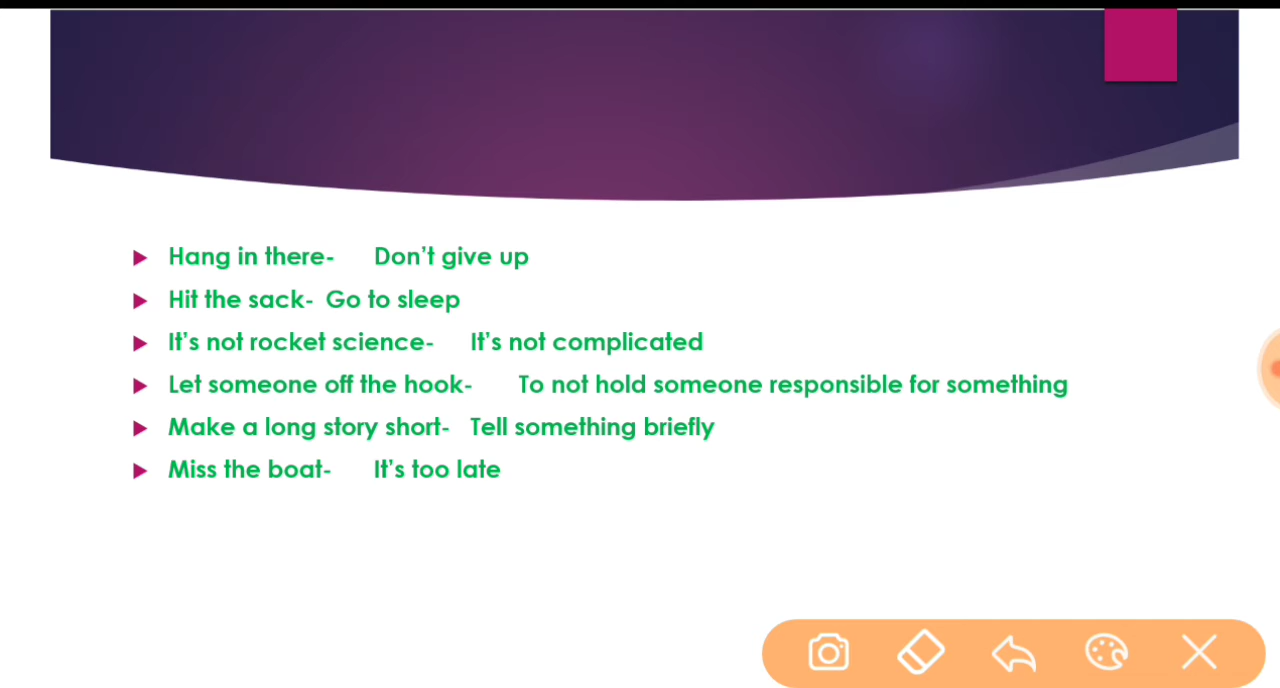 Hang in there- Don't give up
Hit the sack- Go to sleep
It's not rocket science- It's not complicated
Let someone off the hook- To not hold someone responsible for something
Make a long story short- Tell something briefly
Miss the boat- It's too late